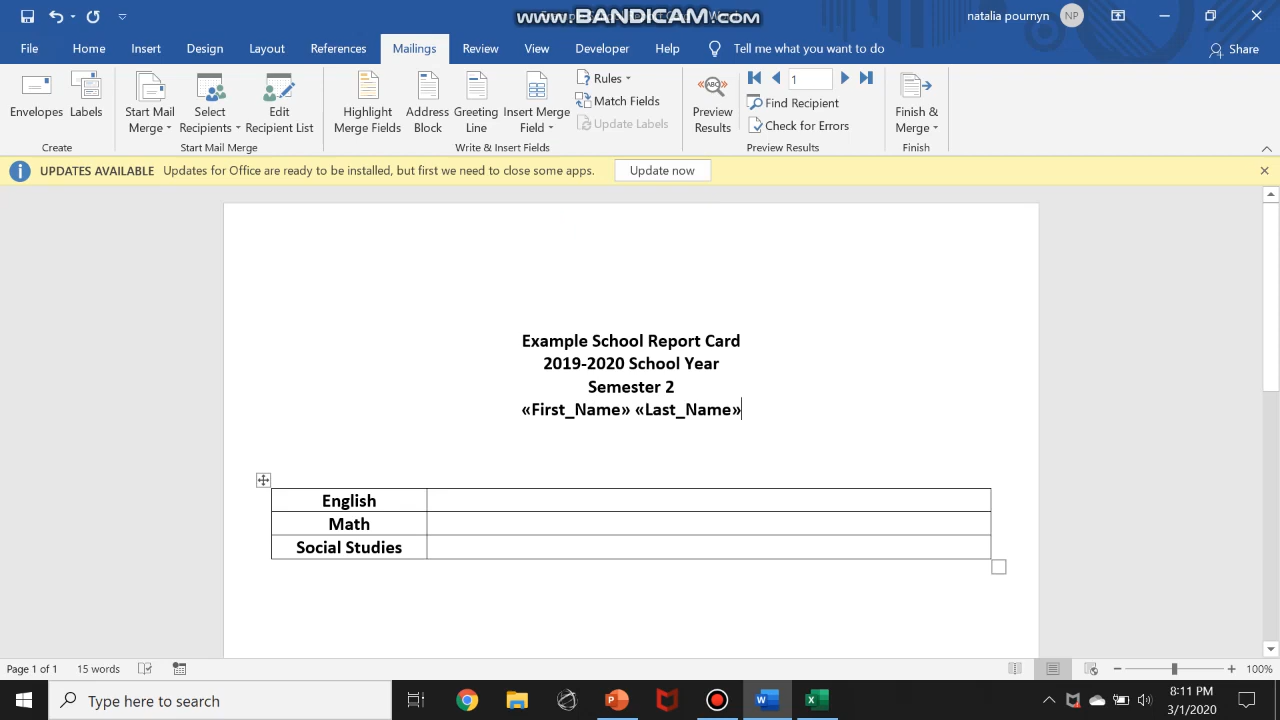 www.BANDICAM.com
natalia pournyn
NP
File
Home
Insert
Design
Layout
References
Mailings
Review
View
Developer
Help
Tell me what you want to do
Share
Envelopes
Labels
Create
Start Mail
Merge
Select
Recipients
Edit
Recipient List
Start Mail Merge
Highlight
Merge Fields
Address
Block
Greeting
Line
Insert Merge
Field
Rules
Match Fields
Update Labels
Write & Insert Fields
ABC
Preview
Results
1
Find Recipient
Check for Errors
Preview Results
Finish &
Merge
Finish
UPDATES AVAILABLE Updates for Office are ready to be installed, but first we need to close some apps.
Update now
Example School Report Card
2019-2020 School Year
Semester 2
«First_Name» «Last_Name»
English
Math
Social Studies
Page 1 of 1
15 words
100%
Type here to search
8:11 PM
3/1/2020